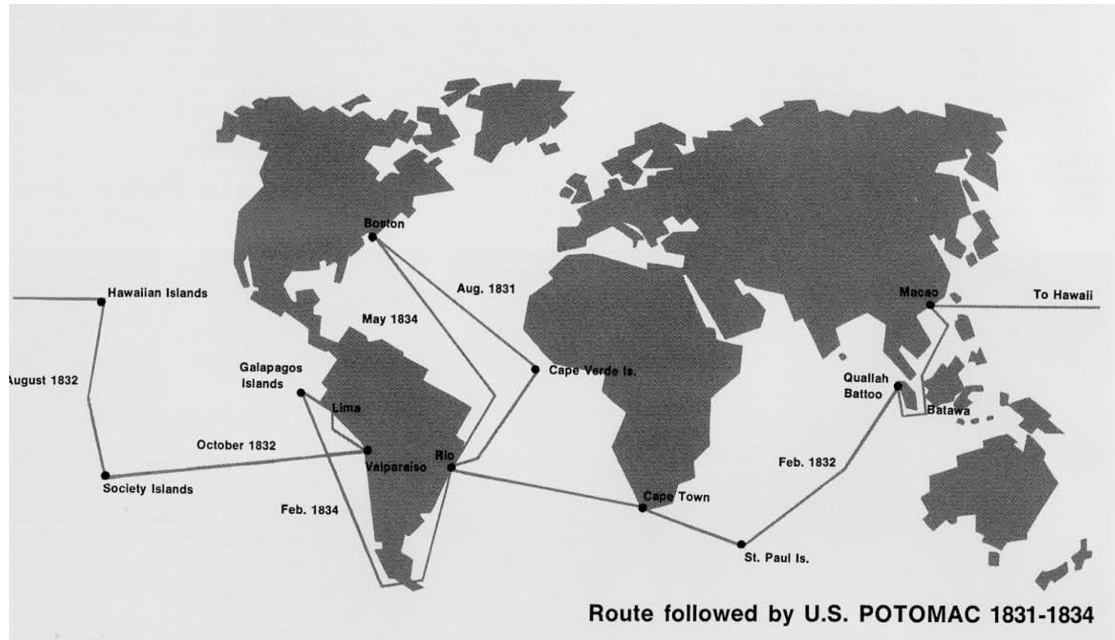 Boston
Hawaiian Islands
Aug. 1831
Macao
To Hawaii
May 1834
Galapagos
Islands
Cape Verde Is.
August 1832
Quallah
Battoo
Lima
Batawa
October 1832
Rio
Valparaiso
Feb. 1832
Society Islands
Cape Town
Feb. 1834
St. Paul Is.
Route followed by U.S. POTOMAC 1831-1834